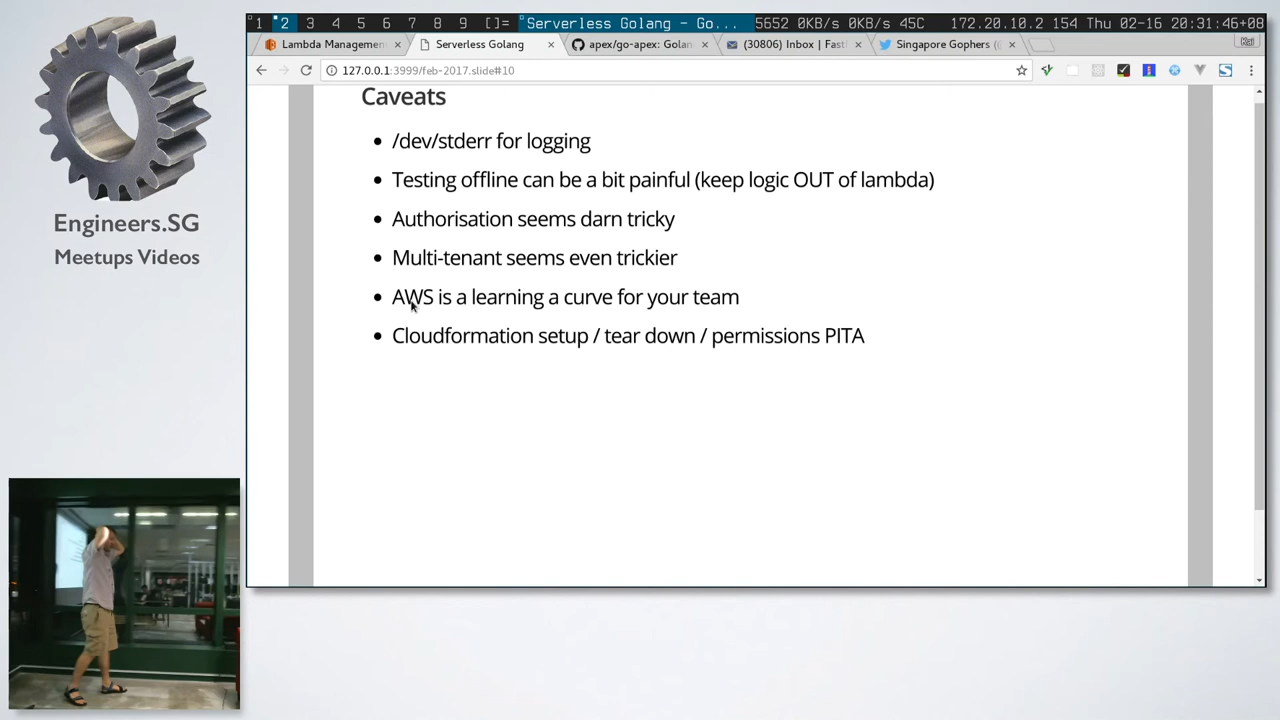 1 2 3 4 5 6 7 8 9 []= Serverless Golang - Go... 5652 0KB/s 0KB/s 45C 172.20.10.2 154 Thu 02-16 20:31:46+08
Lambda Managemen × Serverless Golang × apex/go-apex: Golan × (30806) Inbox | Fast × Singapore Gophers (@ × Kai
127.0.0.1:3999/feb-2017.slide#10
Caveats
• /dev/stderr for logging
• Testing offline can be a bit painful (keep logic OUT of lambda)
• Authorisation seems darn tricky
• Multi-tenant seems even trickier
• AWS is a learning a curve for your team
• Cloudformation setup / tear down / permissions PITA
Engineers.SG
Meetups Videos